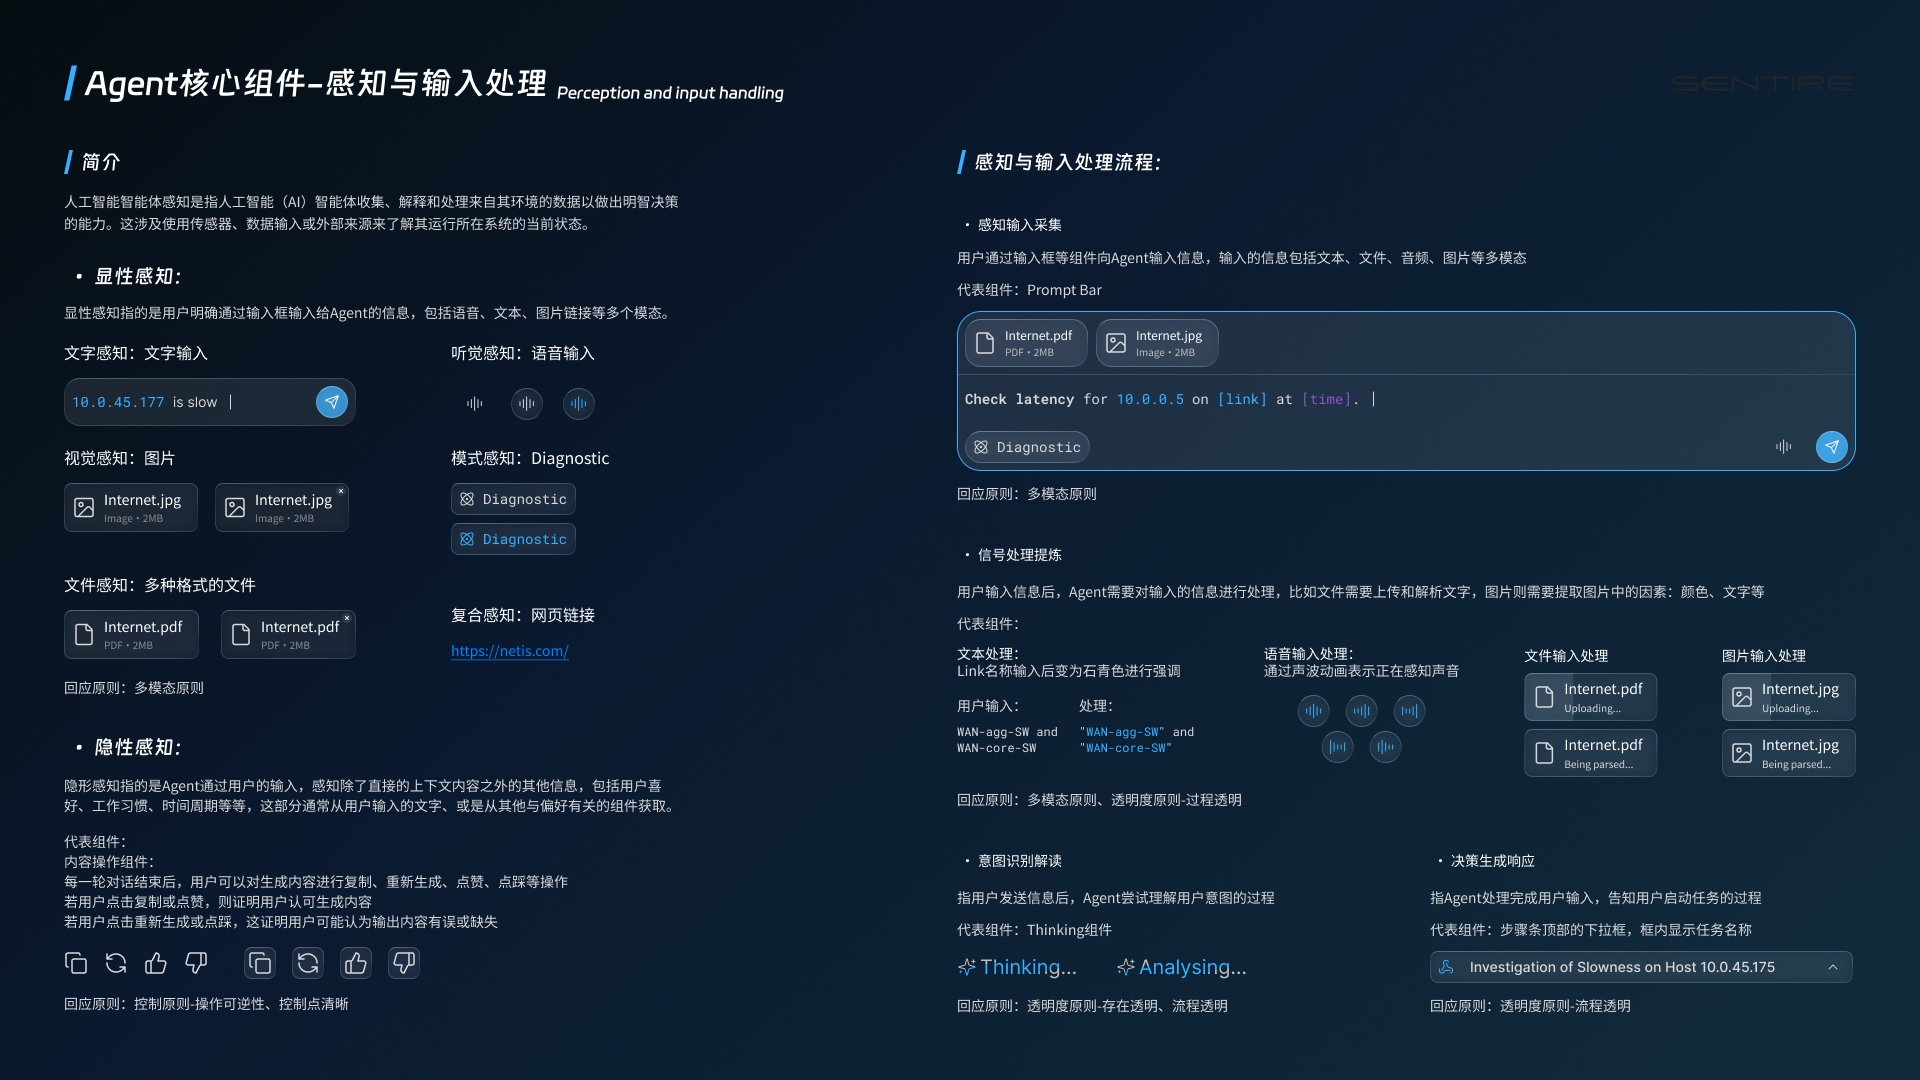 Agent核心组件-感知与输入处理 Perception and input handling
SENTIRE
简介
人工智能智能体感知是指人工智能（AI）智能体收集、解释和处理来自其环境的数据以做出明智决策
的能力。这涉及使用传感器、数据输入或外部来源来了解其运行所在系统的当前状态。
• 显性感知：
显性感知指的是用户明确通过输入框输入给Agent的信息，包括语音、文本、图片链接等多个模态。
文字感知：文字输入
10.0.45.177 is slow
听觉感知：语音输入
视觉感知：图片
Internet.jpg
Image • 2MB
Internet.jpg
Image • 2MB
模式感知：Diagnostic
Diagnostic
Diagnostic
文件感知：多种格式的文件
Internet.pdf
PDF • 2MB
Internet.pdf
PDF • 2MB
复合感知：网页链接
https://netis.com/
回应原则：多模态原则
• 隐性感知：
隐形感知指的是Agent通过用户的输入，感知除了直接的上下文内容之外的其他信息，包括用户喜
好、工作习惯、时间周期等等，这部分通常从用户输入的文字、或是从其他与偏好有关的组件获取。
代表组件：
内容操作组件：
每一轮对话结束后，用户可以对生成内容进行复制、重新生成、点赞、点踩等操作
若用户点击复制或点赞，则证明用户认可生成内容
若用户点击重新生成或点踩，这证明用户可能认为输出内容有误或缺失
回应原则：控制原则-操作可逆性、控制点清晰
感知与输入处理流程：
• 感知输入采集
用户通过输入框等组件向Agent输入信息，输入的信息包括文本、文件、音频、图片等多模态
代表组件：Prompt Bar
Internet.pdf
PDF • 2MB
Internet.jpg
Image • 2MB
Check latency for 10.0.0.5 on [link] at [time].
Diagnostic
回应原则：多模态原则
• 信号处理提炼
用户输入信息后，Agent需要对输入的信息进行处理，比如文件需要上传和解析文字，图片则需要提取图片中的因素：颜色、文字等
代表组件：
文本处理：
Link名称输入后变为石青色进行强调
用户输入：
WAN-agg-SW and
WAN-core-SW
处理：
"WAN-agg-SW" and
"WAN-core-SW"
语音输入处理：
通过声波动画表示正在感知声音
文件输入处理
Internet.pdf
Uploading...
Internet.pdf
Being parsed...
图片输入处理
Internet.jpg
Uploading...
Internet.jpg
Being parsed...
回应原则：多模态原则、透明度原则-过程透明
• 意图识别解读
指用户发送信息后，Agent尝试理解用户意图的过程
代表组件：Thinking组件
Thinking...
Analysing...
回应原则：透明度原则-存在透明、流程透明
• 决策生成响应
指Agent处理完成用户输入，告知用户启动任务的过程
代表组件：步骤条顶部的下拉框，框内显示任务名称
Investigation of Slowness on Host 10.0.45.175
回应原则：透明度原则-流程透明